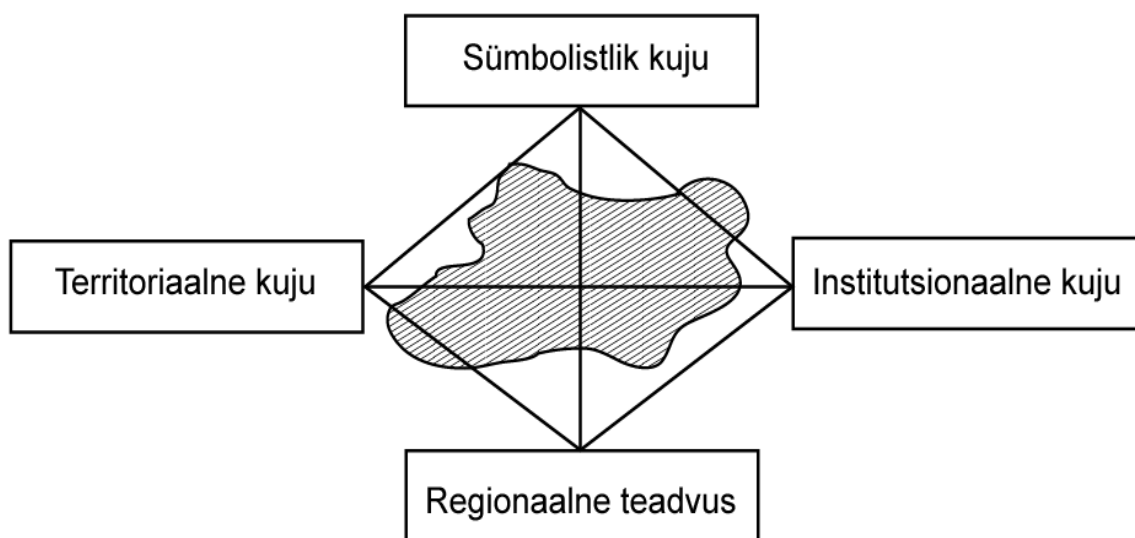 Sümbolistlik kuju
Territoriaalne kuju
Institutsionaalne kuju
Regionaalne teadvus